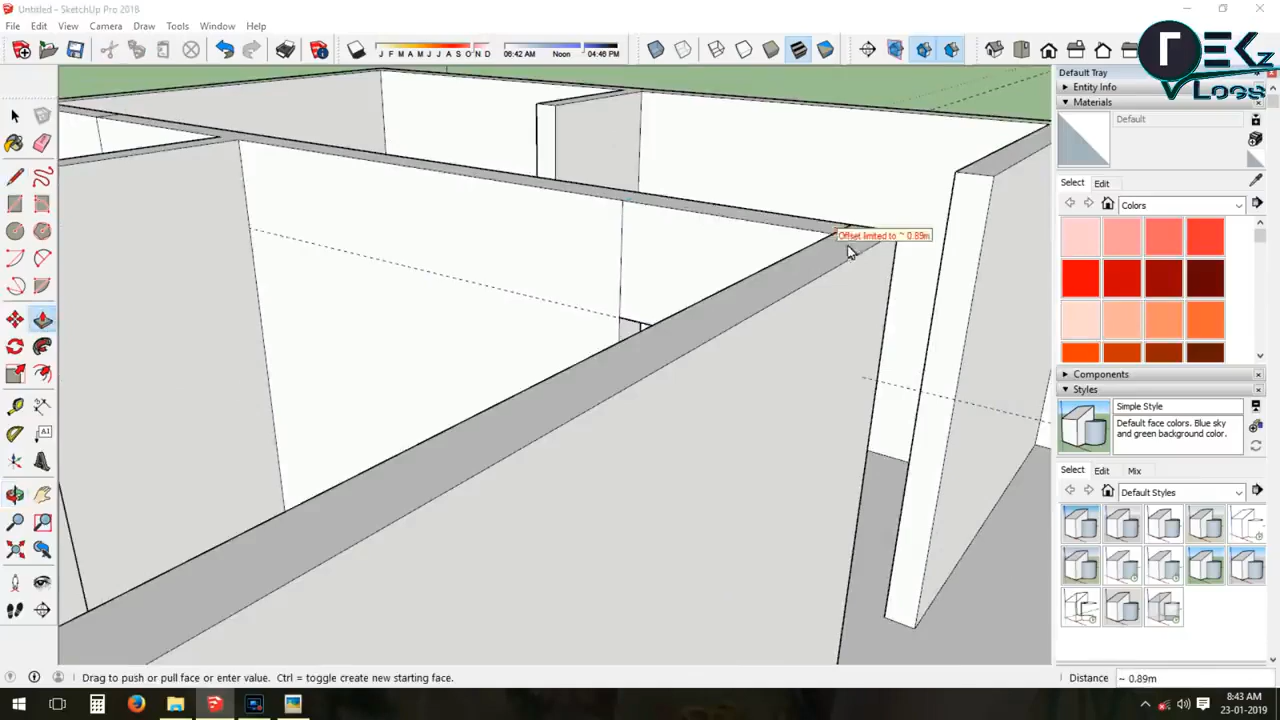 Untitled - SketchUp Pro 2018
File Edit View Camera Draw Tools Window Help
J F M A M J J A S O N D
06:42 AM Noon 04:46 PM
TEKz
VLogs
Default Tray
Entity Info
Materials
Default
Select Edit
Colors
Offset limited to ~ 0.89m
Components
Styles
Simple Style
Default face colors. Blue sky
and green background color.
Select Edit Mix
Default Styles
Drag to push or pull face or enter value. Ctrl = toggle create new starting face.
Distance ~ 0.89m
8:43 AM
23-01-2019